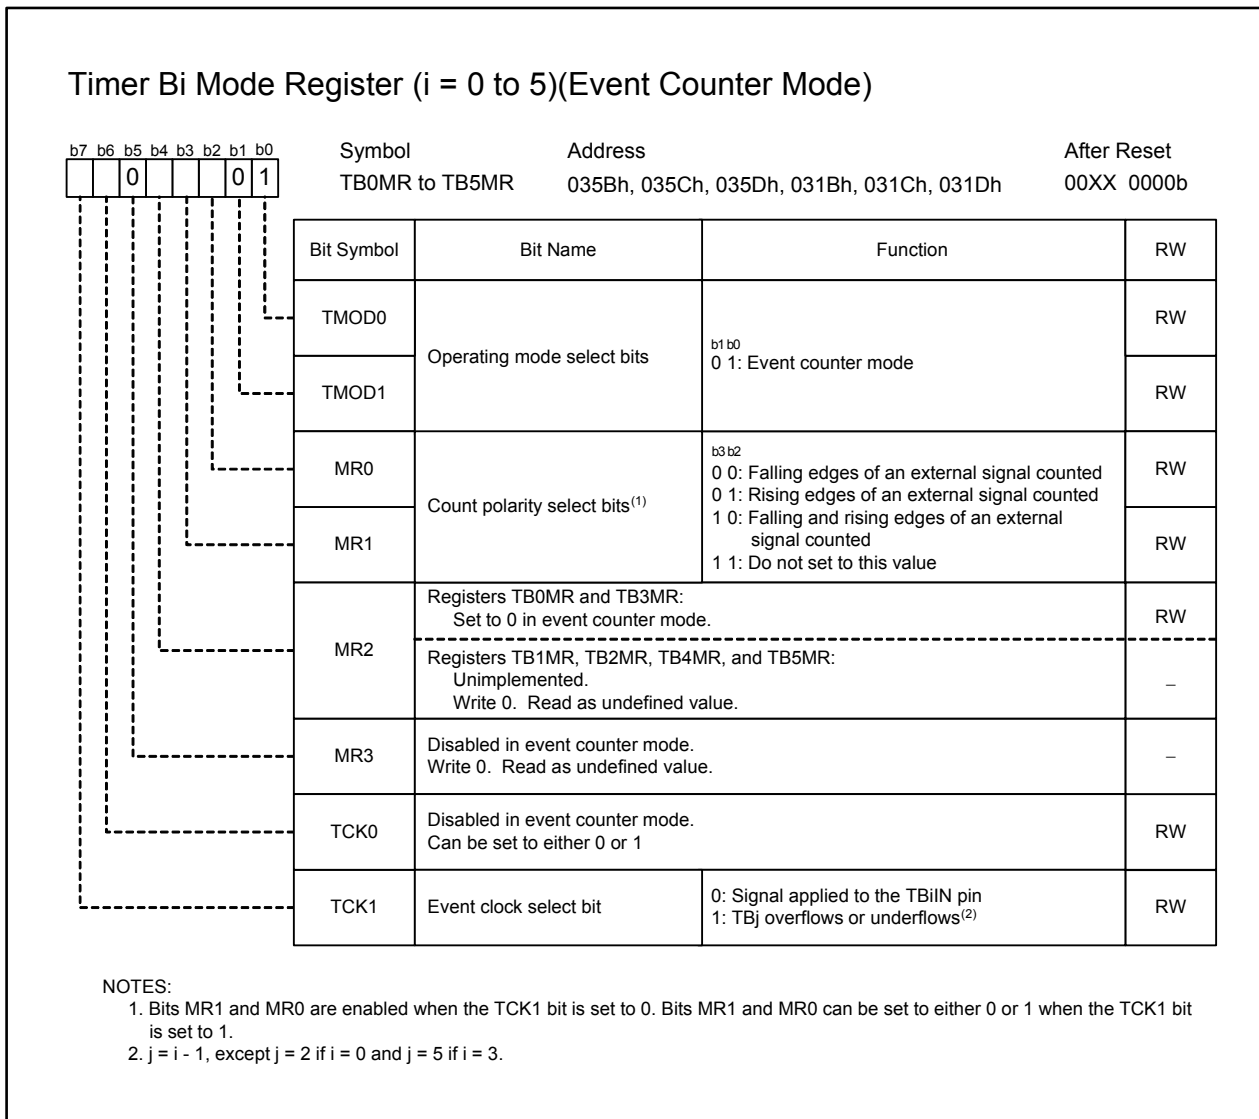 Timer Bi Mode Register (i = 0 to 5)(Event Counter Mode)
b7 b6 b5 b4 b3 b2 b1 b0
0 0 1
Symbol Address After Reset
TB0MR to TB5MR 035Bh, 035Ch, 035Dh, 031Bh, 031Ch, 031Dh 00XX 0000b
Bit Symbol Bit Name Function RW
TMOD0 RW
Operating mode select bits
b1 b0
0 1: Event counter mode
TMOD1 RW
MR0 RW
Count polarity select bits(1)
b3 b2
0 0: Falling edges of an external signal counted
0 1: Rising edges of an external signal counted
1 0: Falling and rising edges of an external
signal counted
1 1: Do not set to this value
MR1 RW
MR2
Registers TB0MR and TB3MR:
Set to 0 in event counter mode.
RW
Registers TB1MR, TB2MR, TB4MR, and TB5MR:
Unimplemented.
Write 0. Read as undefined value.
–
MR3
Disabled in event counter mode.
Write 0. Read as undefined value.
–
TCK0
Disabled in event counter mode.
Can be set to either 0 or 1
RW
TCK1 Event clock select bit
0: Signal applied to the TBiIN pin
1: TBj overflows or underflows(2)
RW
NOTES:
1. Bits MR1 and MR0 are enabled when the TCK1 bit is set to 0. Bits MR1 and MR0 can be set to either 0 or 1 when the TCK1 bit
is set to 1.
2. j = i - 1, except j = 2 if i = 0 and j = 5 if i = 3.